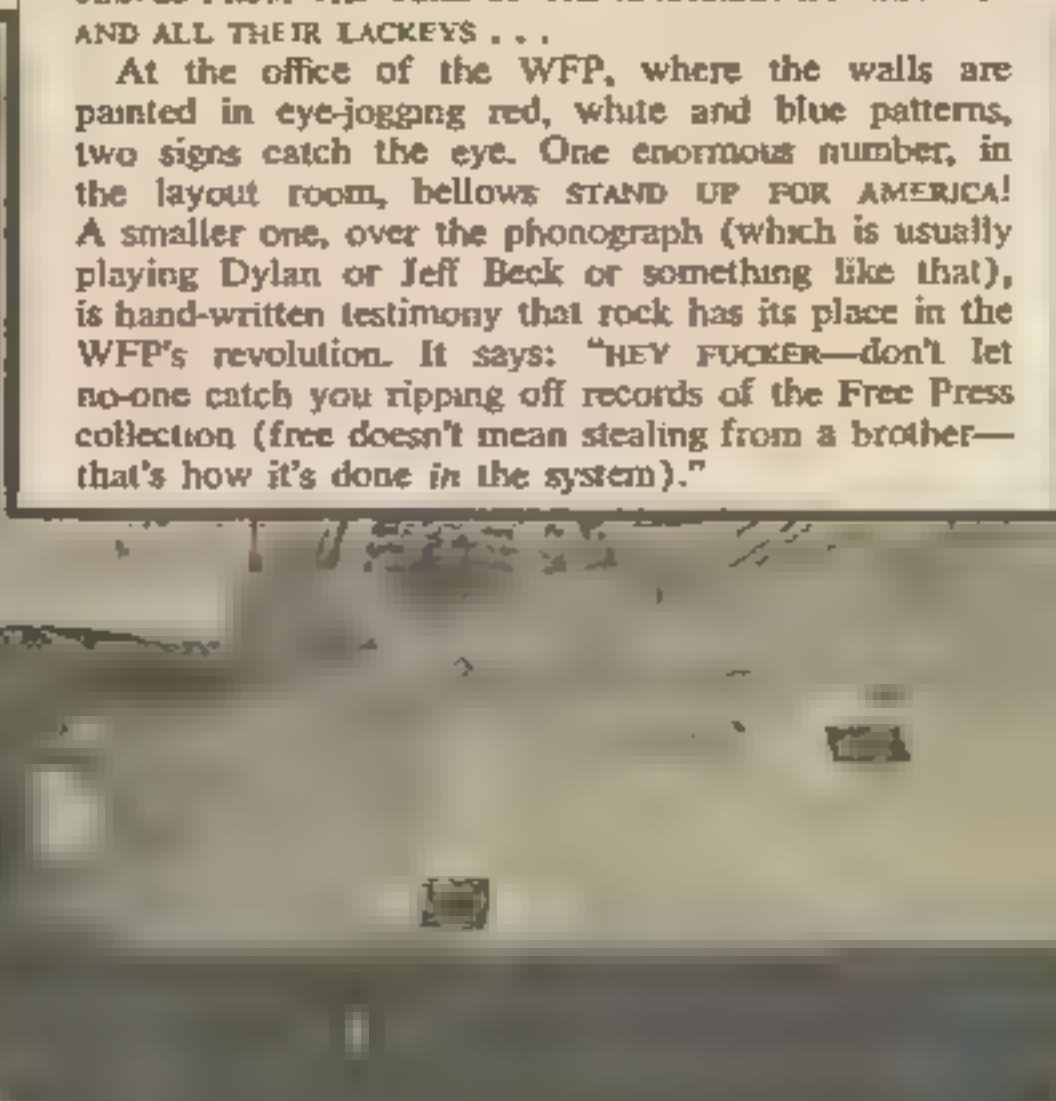 AND ALL THEIR LACKEYS . . .
At the office of the WFP, where the walls are
painted in eye-jogging red, white and blue patterns,
two signs catch the eye. One enormous number, in
the layout room, bellows STAND UP FOR AMERICA!
A smaller one, over the phonograph (which is usually
playing Dylan or Jeff Beck or something like that),
is hand-written testimony that rock has its place in the
WFP's revolution. It says: "HEY FUCKER—don't let
no-one catch you ripping off records of the Free Press
collection (free doesn't mean stealing from a brother—
that's how it's done in the system)."